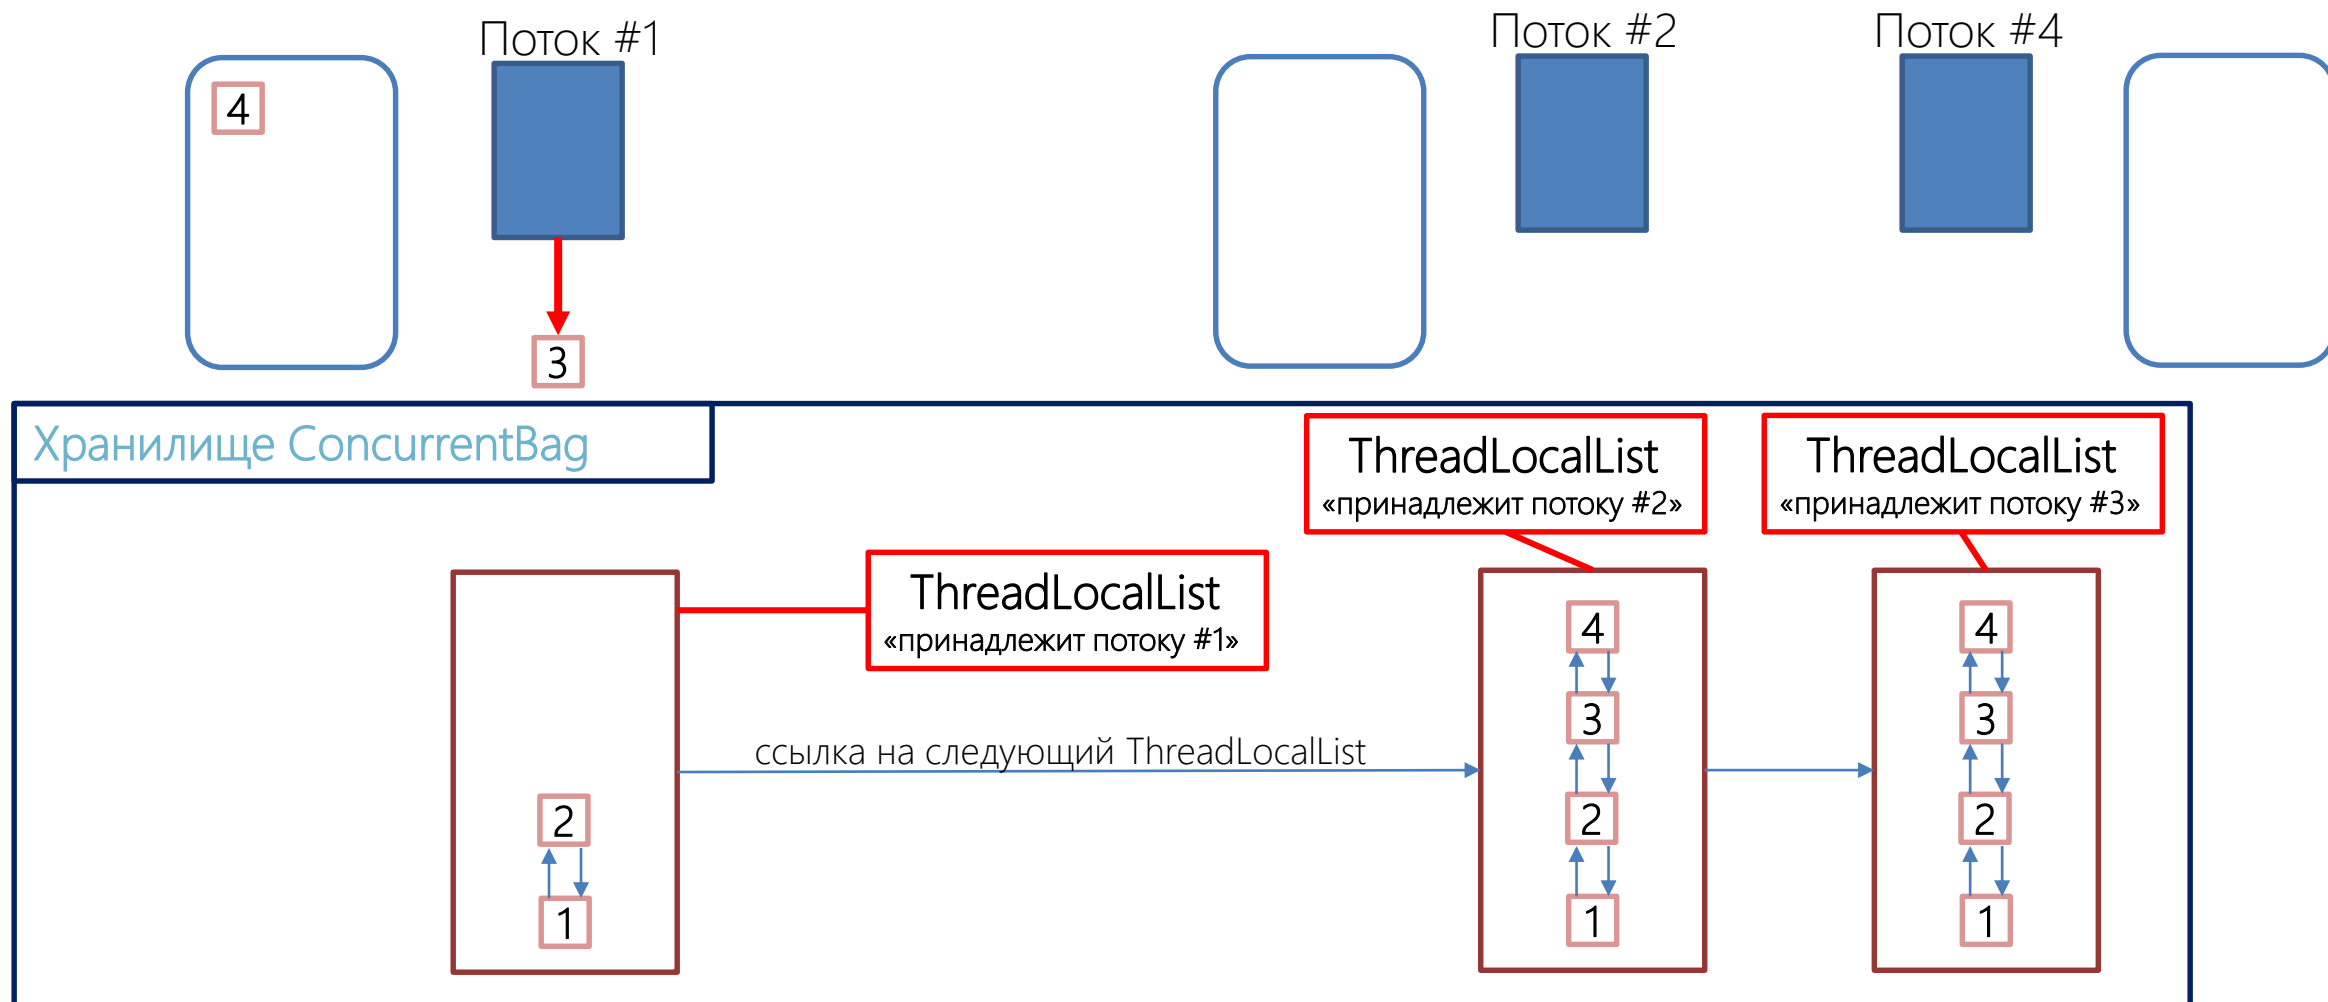 Поток #1
Поток #2
Поток #4
4
3
Хранилище ConcurrentBag
ThreadLocalList
«принадлежит потоку #2»
ThreadLocalList
«принадлежит потоку #3»
ThreadLocalList
«принадлежит потоку #1»
ссылка на следующий ThreadLocalList
2
1
4
3
2
1
4
3
2
1